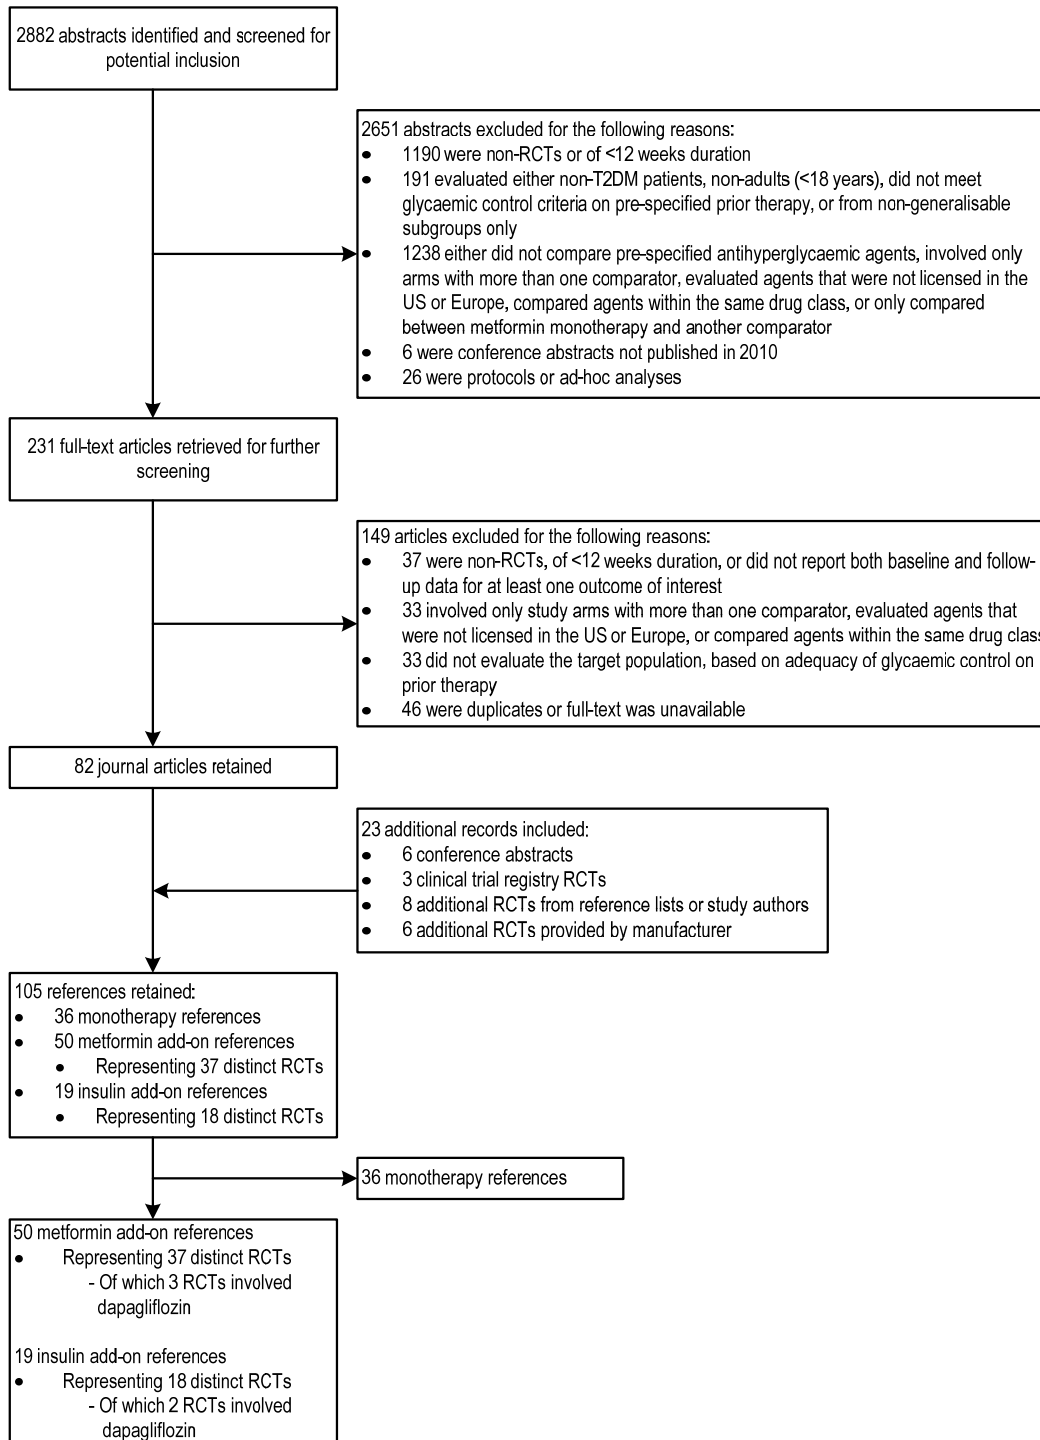 2882 abstracts identified and screened for
potential inclusion
2651 abstracts excluded for the following reasons:
• 1190 were non-RCTs or of <12 weeks duration
• 191 evaluated either non-T2DM patients, non-adults (<18 years), did not meet
glycaemic control criteria on pre-specified prior therapy, or from non-generalisable
subgroups only
• 1238 either did not compare pre-specified antihyperglycaemic agents, involved only
arms with more than one comparator, evaluated agents that were not licensed in the
US or Europe, compared agents within the same drug class, or only compared
between metformin monotherapy and another comparator
• 6 were conference abstracts not published in 2010
• 26 were protocols or ad-hoc analyses
231 full-text articles retrieved for further
screening
149 articles excluded for the following reasons:
• 37 were non-RCTs, of <12 weeks duration, or did not report both baseline and follow-
up data for at least one outcome of interest
• 33 involved only study arms with more than one comparator, evaluated agents that
were not licensed in the US or Europe, or compared agents within the same drug class
• 33 did not evaluate the target population, based on adequacy of glycaemic control on
prior therapy
• 46 were duplicates or full-text was unavailable
82 journal articles retained
23 additional records included:
• 6 conference abstracts
• 3 clinical trial registry RCTs
• 8 additional RCTs from reference lists or study authors
• 6 additional RCTs provided by manufacturer
105 references retained:
• 36 monotherapy references
• 50 metformin add-on references
• Representing 37 distinct RCTs
• 19 insulin add-on references
• Representing 18 distinct RCTs
36 monotherapy references
50 metformin add-on references
• Representing 37 distinct RCTs
- Of which 3 RCTs involved
dapagliflozin
19 insulin add-on references
• Representing 18 distinct RCTs
- Of which 2 RCTs involved
dapagliflozin